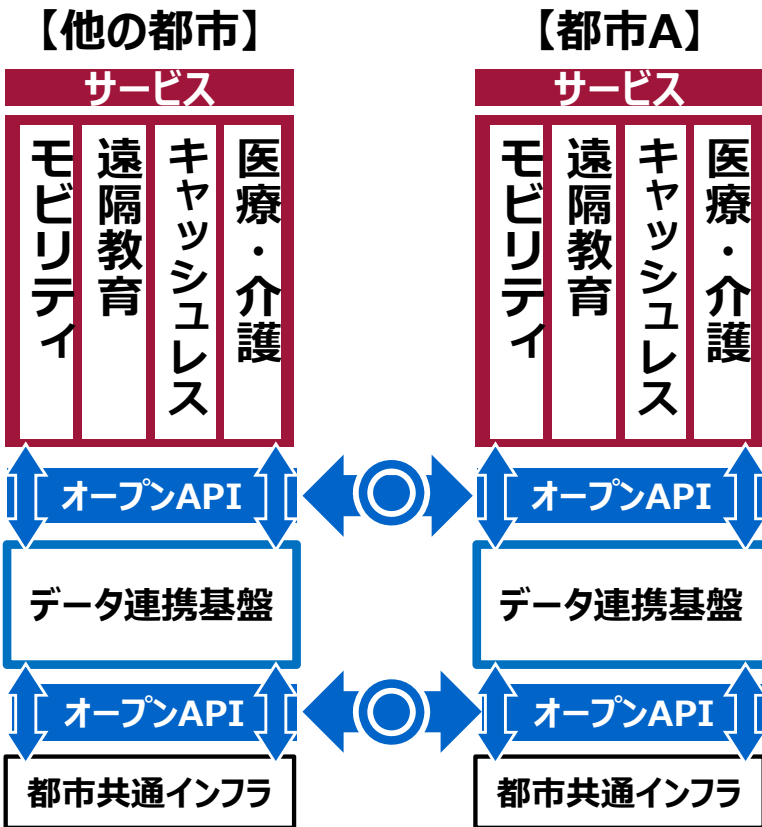 【他の都市】
サービス
モビリティ
遠隔教育
キャッシュレス
医療・介護
オープンAPI
データ連携基盤
オープンAPI
都市共通インフラ
【都市A】
サービス
モビリティ
遠隔教育
キャッシュレス
医療・介護
オープンAPI
データ連携基盤
オープンAPI
都市共通インフラ